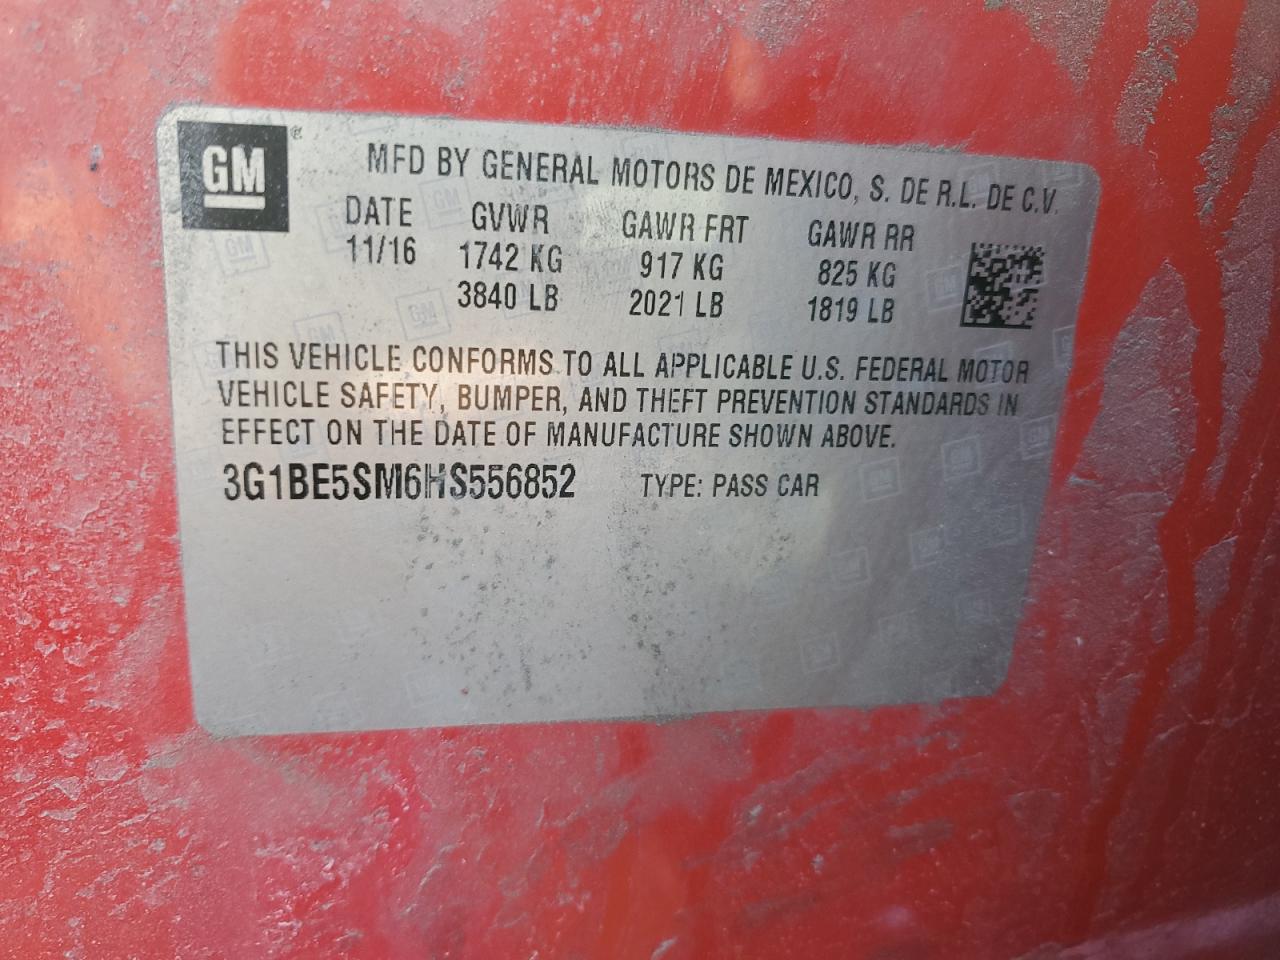 GM®
MFD BY GENERAL MOTORS DE MEXICO, S. DE R.L. DE C.V.
DATE GVWR GAWR FRT GAWR RR
11/16 1742 KG 917 KG 825 KG
3840 LB 2021 LB 1819 LB
THIS VEHICLE CONFORMS TO ALL APPLICABLE U.S. FEDERAL MOTOR
VEHICLE SAFETY, BUMPER, AND THEFT PREVENTION STANDARDS IN
EFFECT ON THE DATE OF MANUFACTURE SHOWN ABOVE.
3G1BE5SM6HS556852 TYPE: PASS CAR